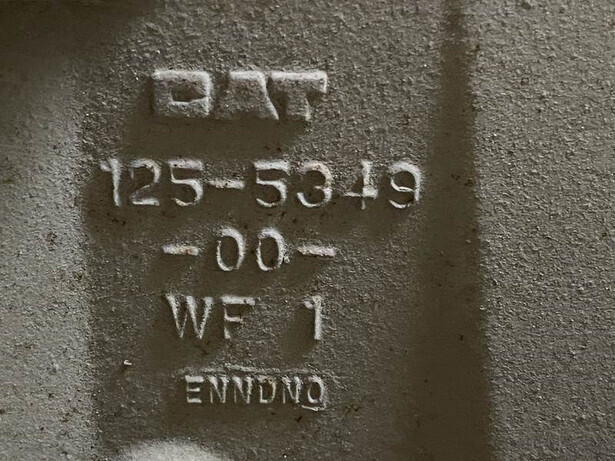 CAT
125-5349
-00-
WF 1
ENNDNQ